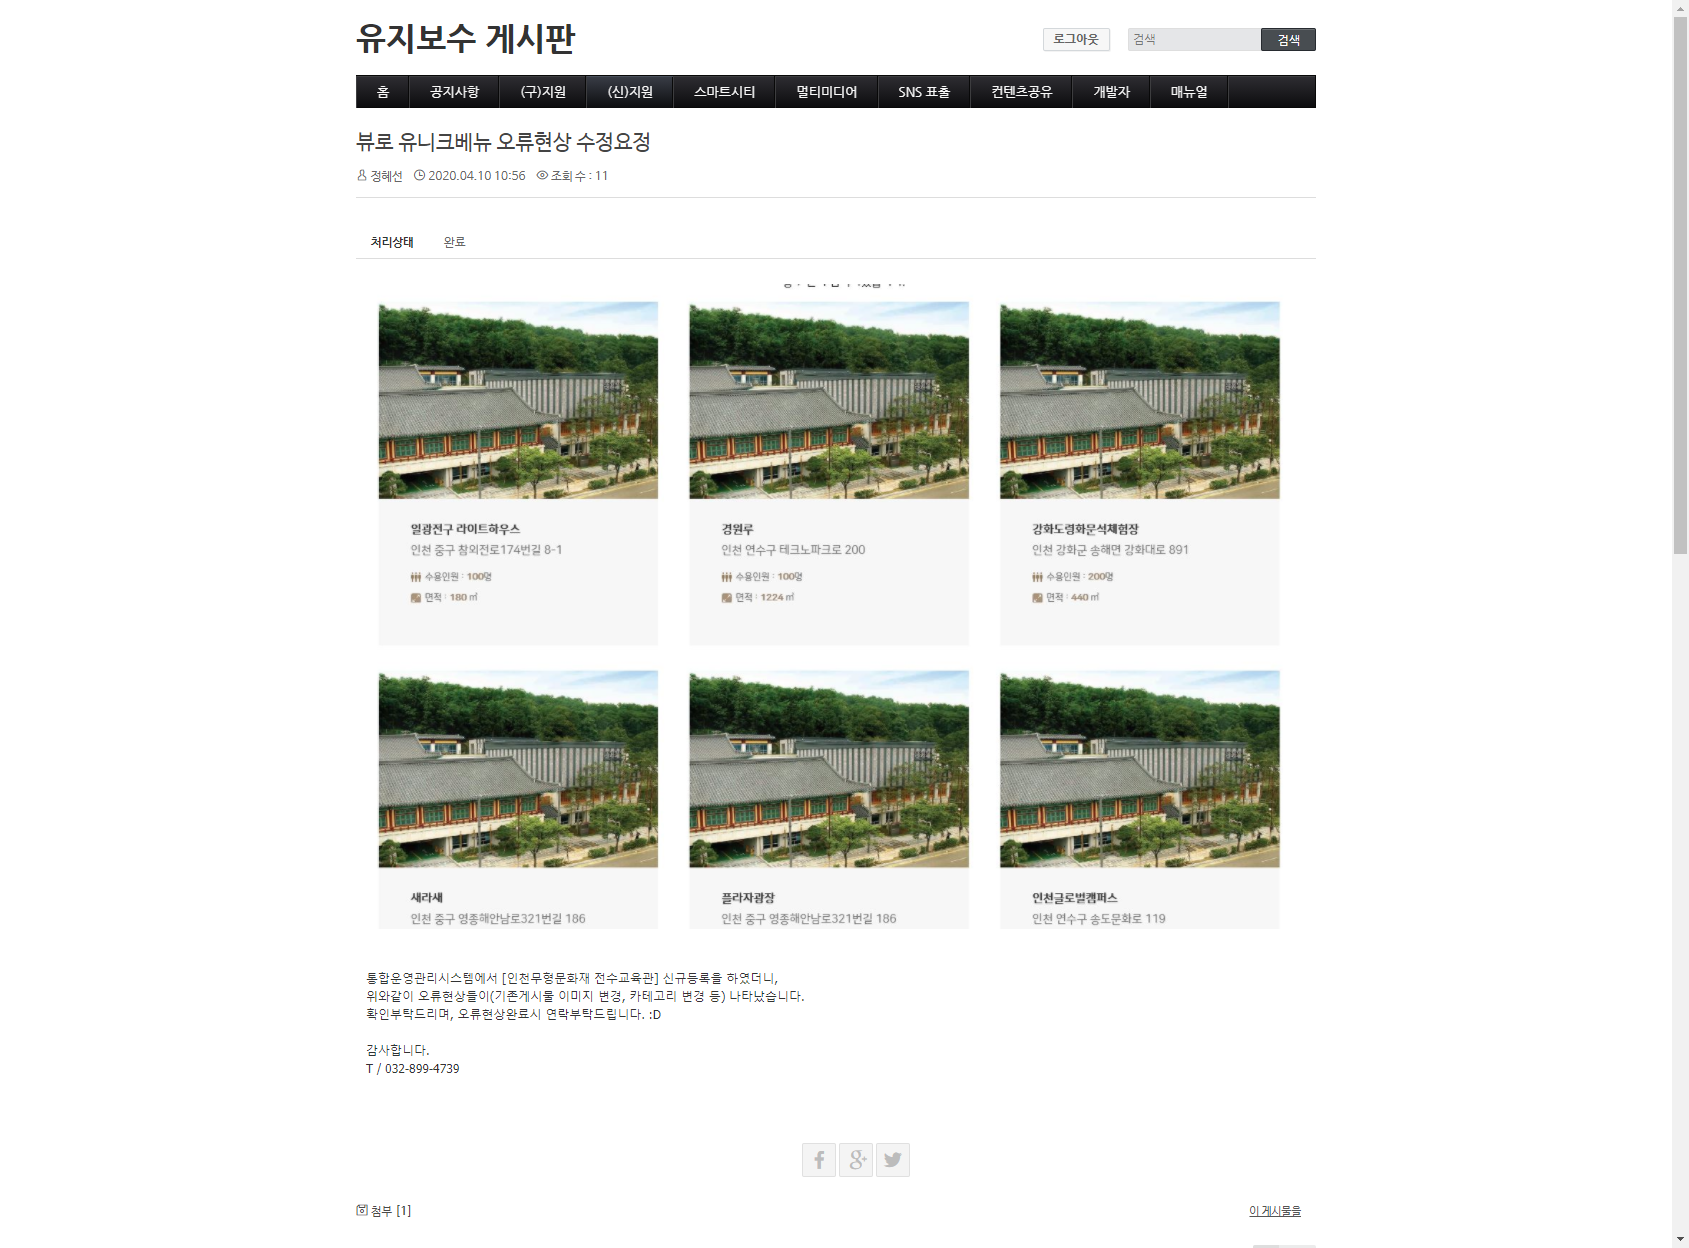 유지보수 게시판
로그아웃 검색 검색
홈 공지사항 (구)지원 (신)지원 스마트시티 멀티미디어 SNS 표출 컨텐츠공유 개발자 매뉴얼
뷰로 유니크베뉴 오류현상 수정요정
정혜선 2020.04.10 10:56 조회 수 : 11
처리상태 완료
일광전구 라이트하우스 경원루 강화도령화문석체험장
인천 중구 참외전로174번길 8-1 인천 연수구 테크노파크로 200 인천 강화군 송해면 강화대로 891
수용인원 : 100명 수용인원 : 100명 수용인원 : 200명
면적 : 180 ㎡ 면적 : 1224 ㎡ 면적 : 440 ㎡
새라새 플라자광장 인천글로벌캠퍼스
인천 중구 영종해안남로321번길 186 인천 중구 영종해안남로321번길 186 인천 연수구 송도문화로 119
통합운영관리시스템에서 [인천무형문화재 전수교육관] 신규등록을 하였더니,
위와같이 오류현상들이(기존게시물 이미지 변경, 카테고리 변경 등) 나타났습니다.
확인부탁드리며, 오류현상완료시 연락부탁드립니다. :D
감사합니다.
T / 032-899-4739
첨부 [1] 이 게시물을